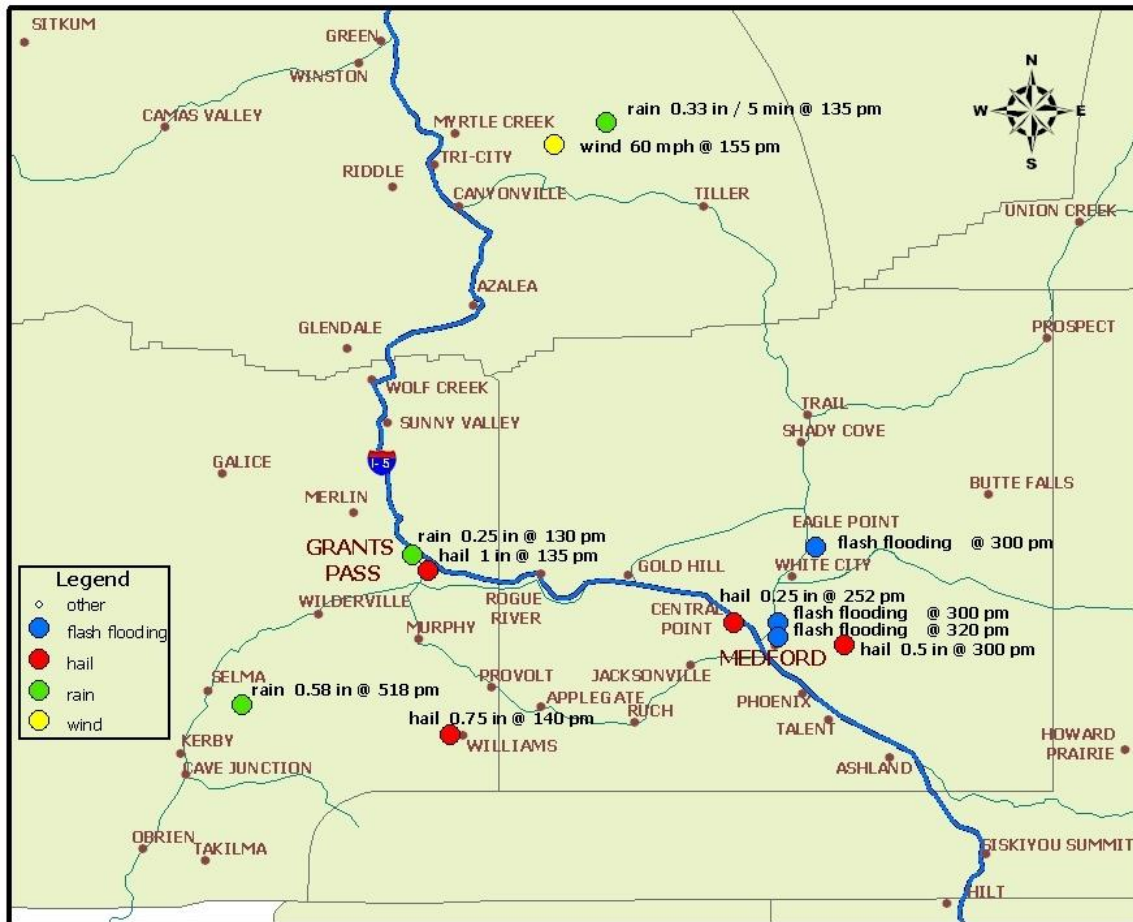 SITKUM
GREEN
WINSTON
CAMAS VALLEY
MYRTLE CREEK
rain 0.33 in / 5 min @ 135 pm
wind 60 mph @ 155 pm
N
W
E
S
TRI-CITY
RIDDLE
CANYONVILLE
TILLER
UNION CREEK
AZALEA
GLENDALE
PROSPECT
WOLF CREEK
SUNNY VALLEY
TRAIL
SHADY COVE
I-5
GALICE
MERLIN
BUTTE FALLS
EAGLE POINT
rain 0.25 in @ 130 pm
hail 1 in @ 135 pm
flash flooding @ 300 pm
GRANTS
PASS
GOLD HILL
WHITE CITY
Legend
other
flash flooding
hail
rain
wind
WILDERVILLE
ROGUE
RIVER
hail 0.25 in @ 252 pm
CENTRAL
POINT
flash flooding @ 300 pm
flash flooding @ 320 pm
MURPHY
MEDFORD
hail 0.5 in @ 300 pm
SELMA
PROVOLT
JACKSONVILLE
rain 0.58 in @ 518 pm
APPLEGATE
PHOENIX
hail 0.75 in @ 140 pm
RUCH
TALENT
WILLIAMS
KERBY
HOWARD
PRAIRIE
CAVE JUNCTION
ASHLAND
OBRIEN
TAKILMA
SISKIYOU SUMMIT
HILT